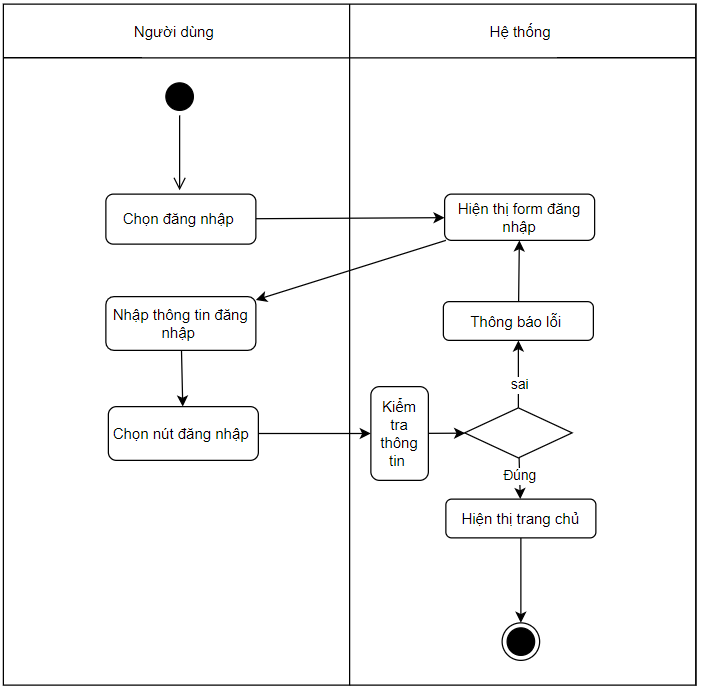 Người dùng
Hệ thống
Chọn đăng nhập
Hiện thị form đăng
nhập
Nhập thông tin đăng
nhập
Thông báo lỗi
sai
Chọn nút đăng nhập
Kiểm
tra
thông
tin
Đúng
Hiện thị trang chủ